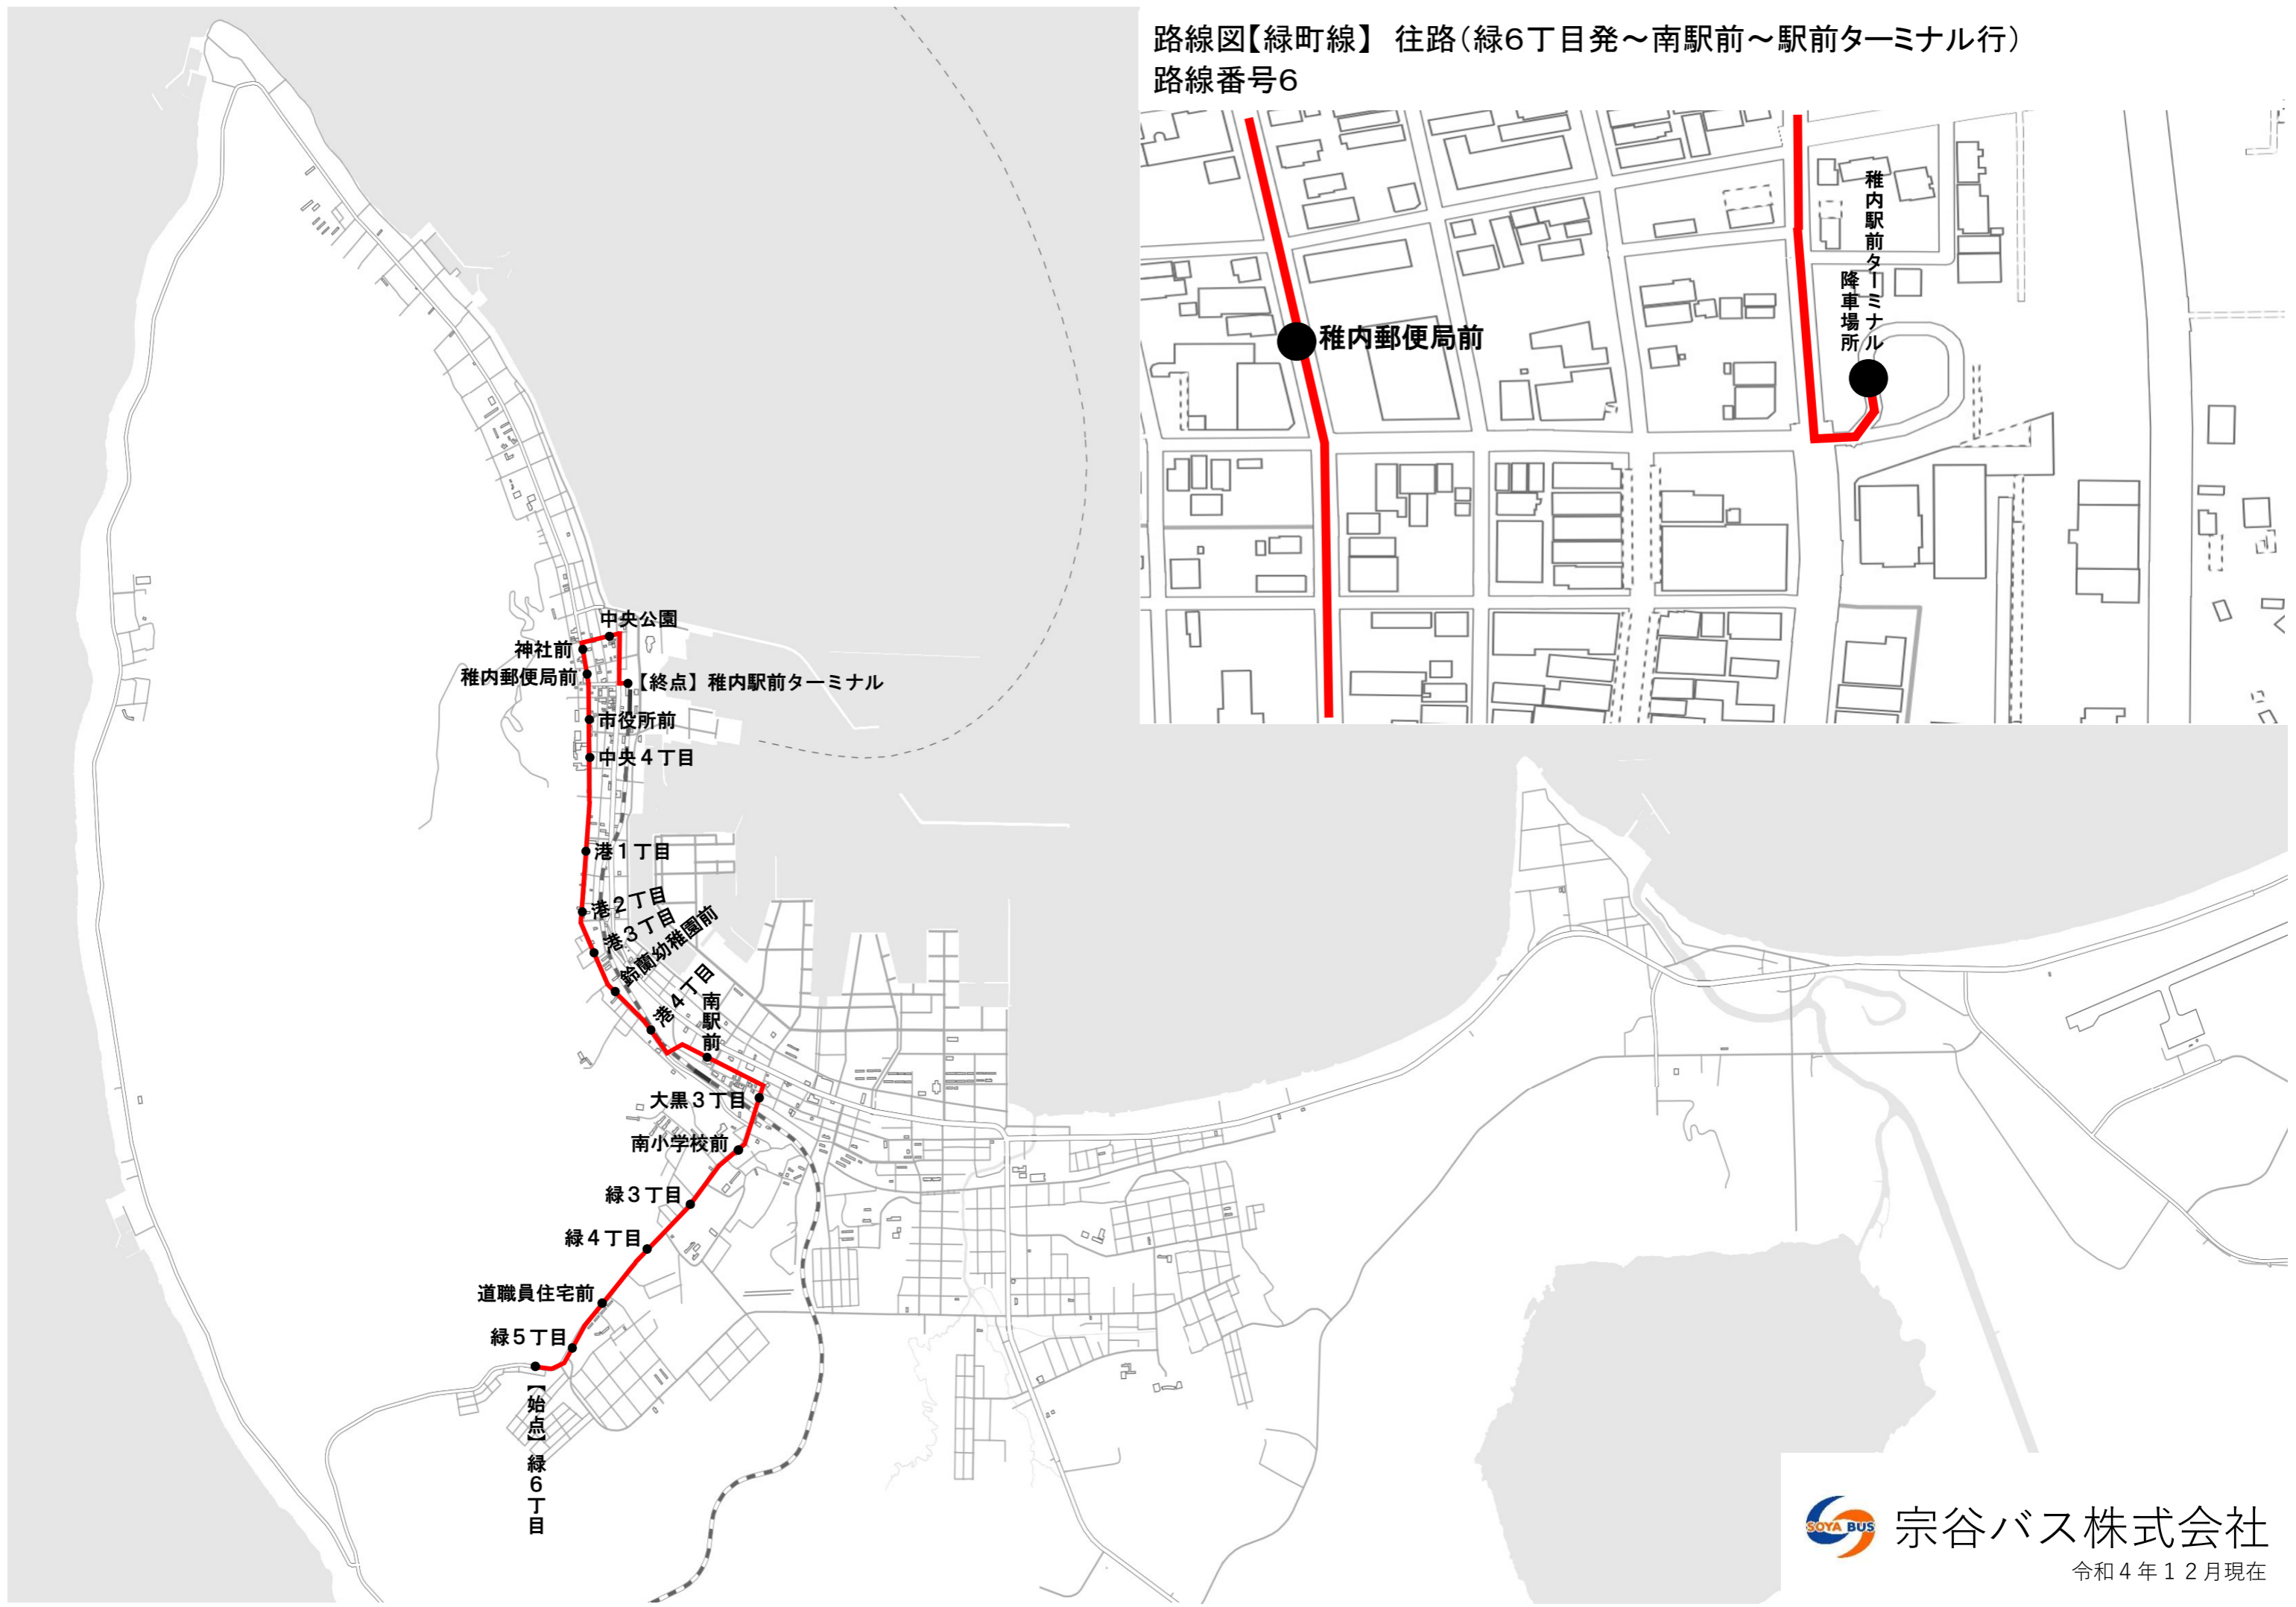 路線図【緑町線】 往路（緑６丁目発～南駅前～駅前ターミナル行）
路線番号６
稚内駅前ターミナル
降車場所
稚内郵便局前
中央公園
神社前
稚内郵便局前
【終点】稚内駅前ターミナル
市役所前
中央４丁目
港１丁目
港２丁目
港３丁目
鈴蘭幼稚園前
港４丁目
南駅前
大黒３丁目
南小学校前
緑３丁目
緑４丁目
道職員住宅前
緑５丁目
【始点】緑６丁目
SOYA BUS
宗谷バス株式会社
令和４年１２月現在